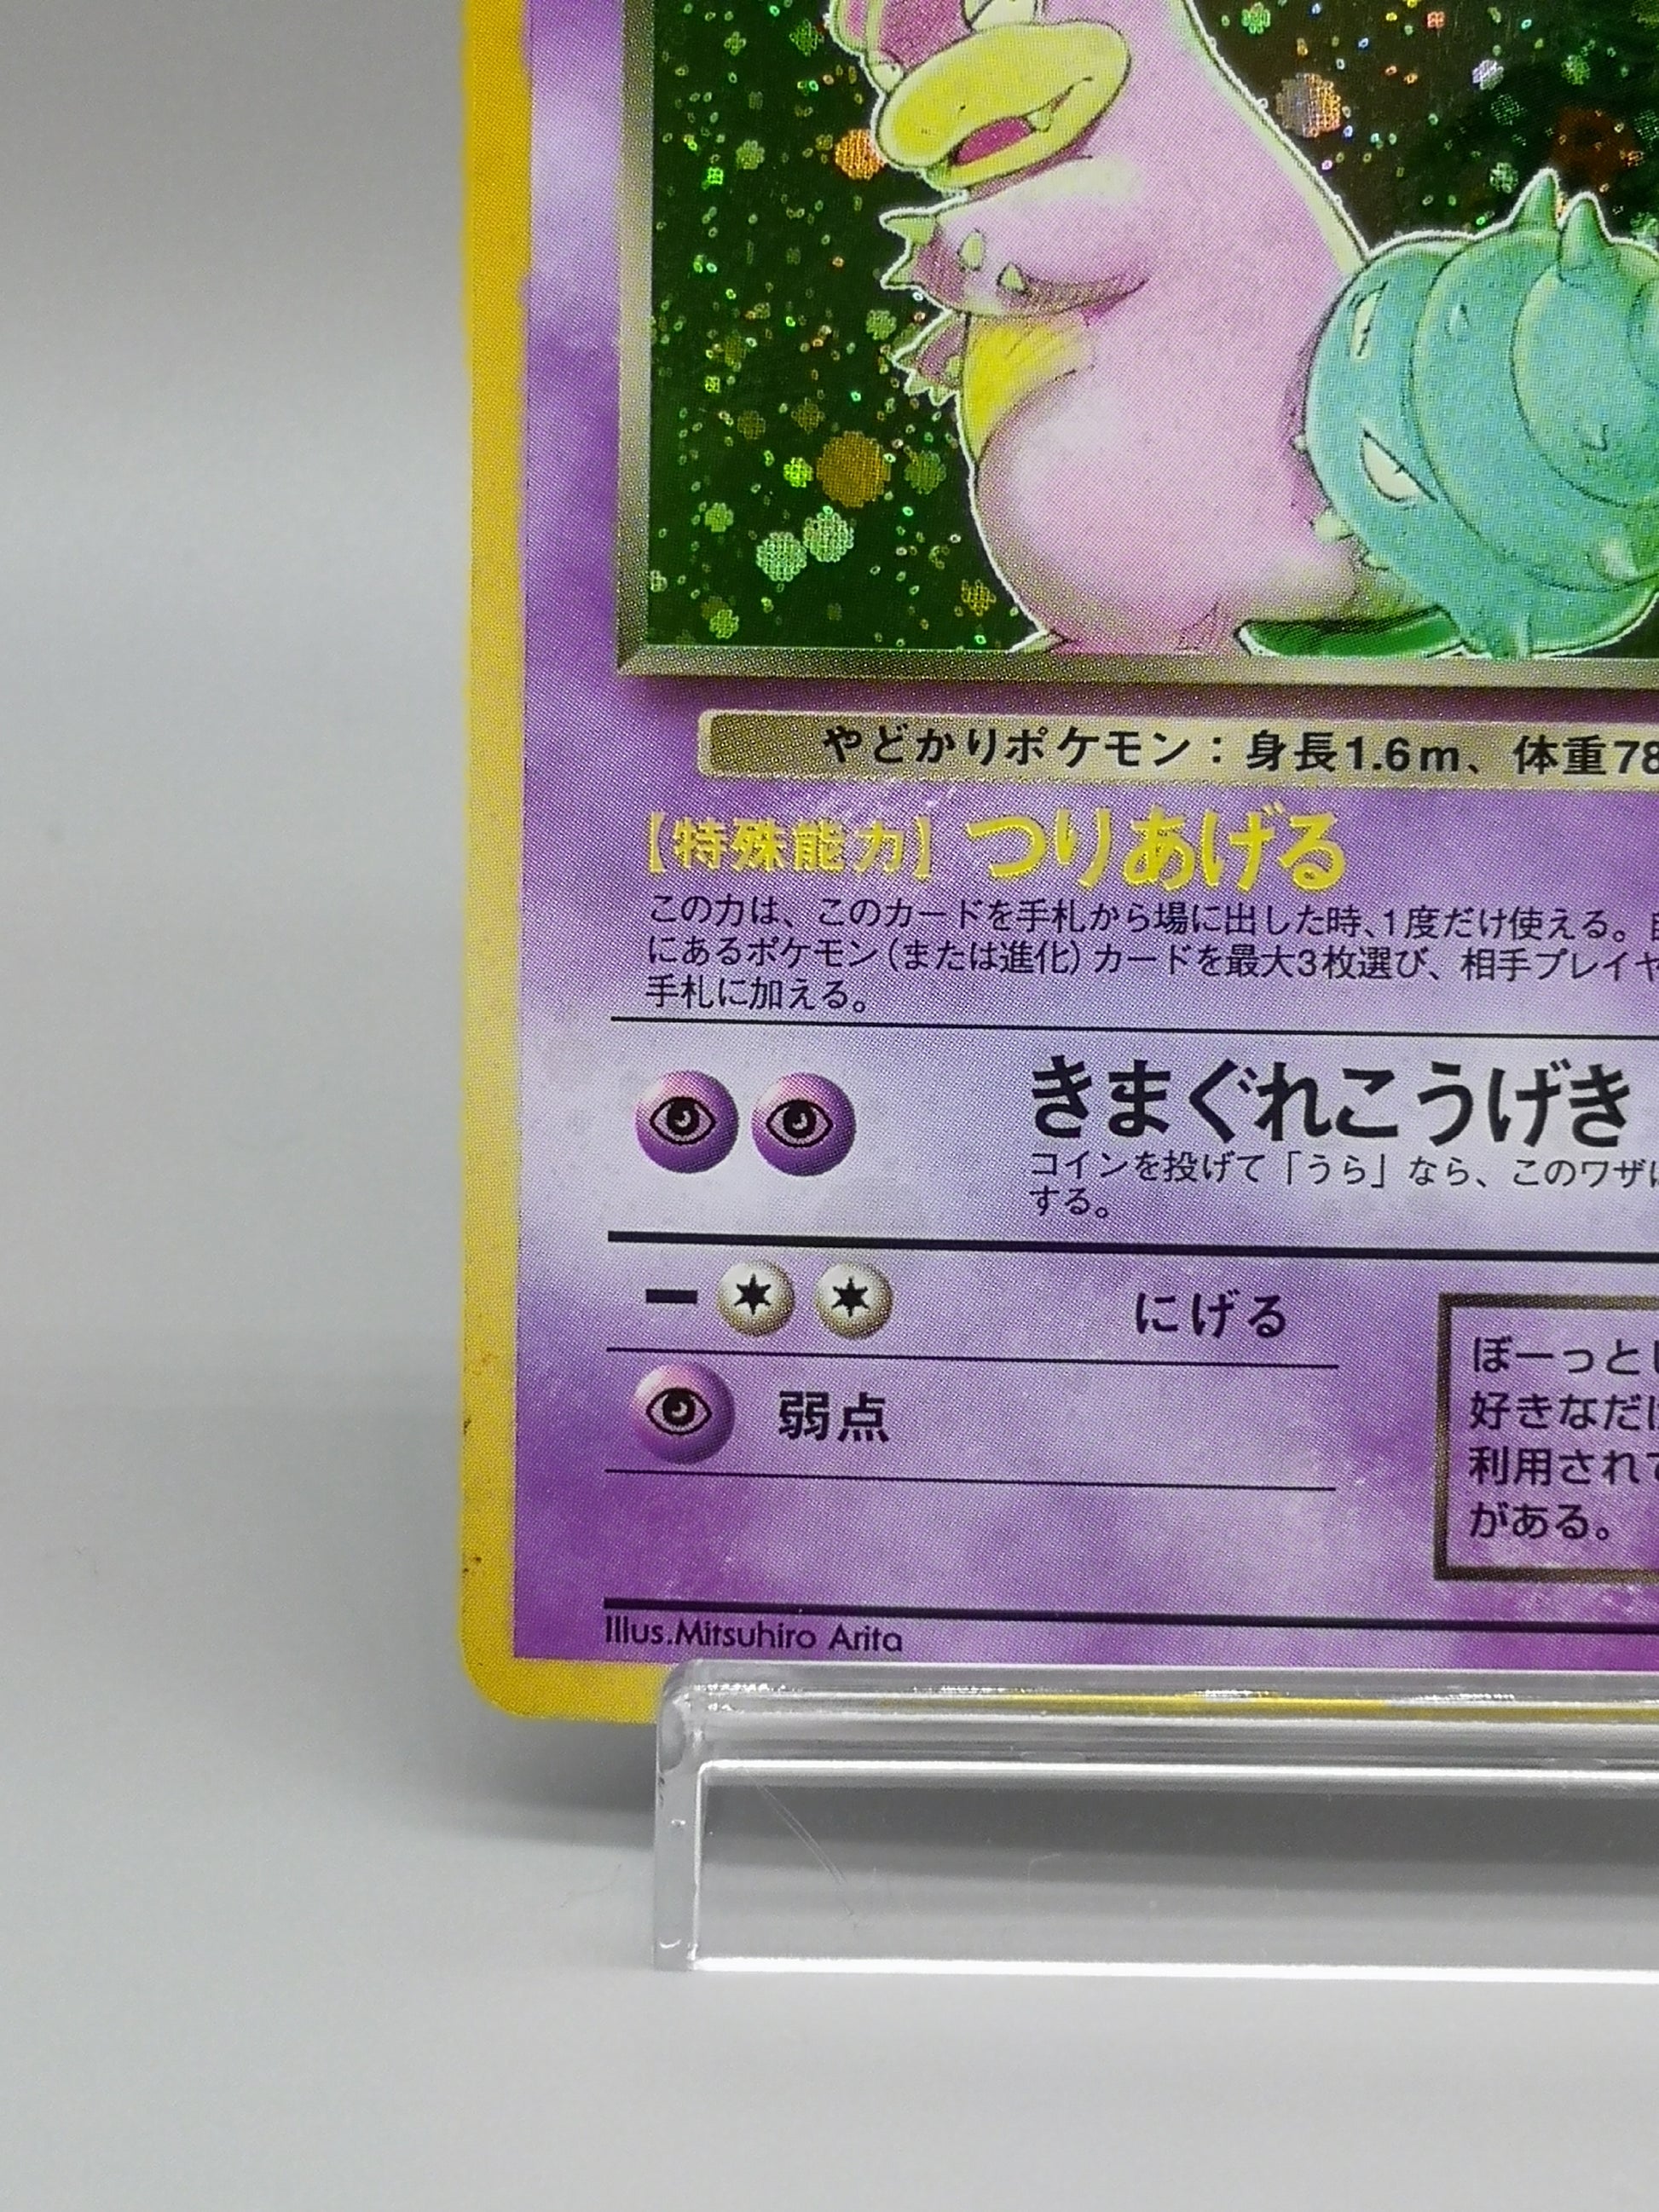 やどかりポケモン：身長1.6m、体重78
【特殊能力】つりあげる
この力は、このカードを手札から場に出した時、1度だけ使える。
にあるポケモン（または進化）カードを最大3枚選び、相手プレイヤ
手札に加える。
きまぐれこうげき
コインを投げて「うら」なら、このワザは
する。
にげる
弱点
ぼーっとし
好きなだけ
利用されて
がある。
Illus.Mitsuhiro Arita